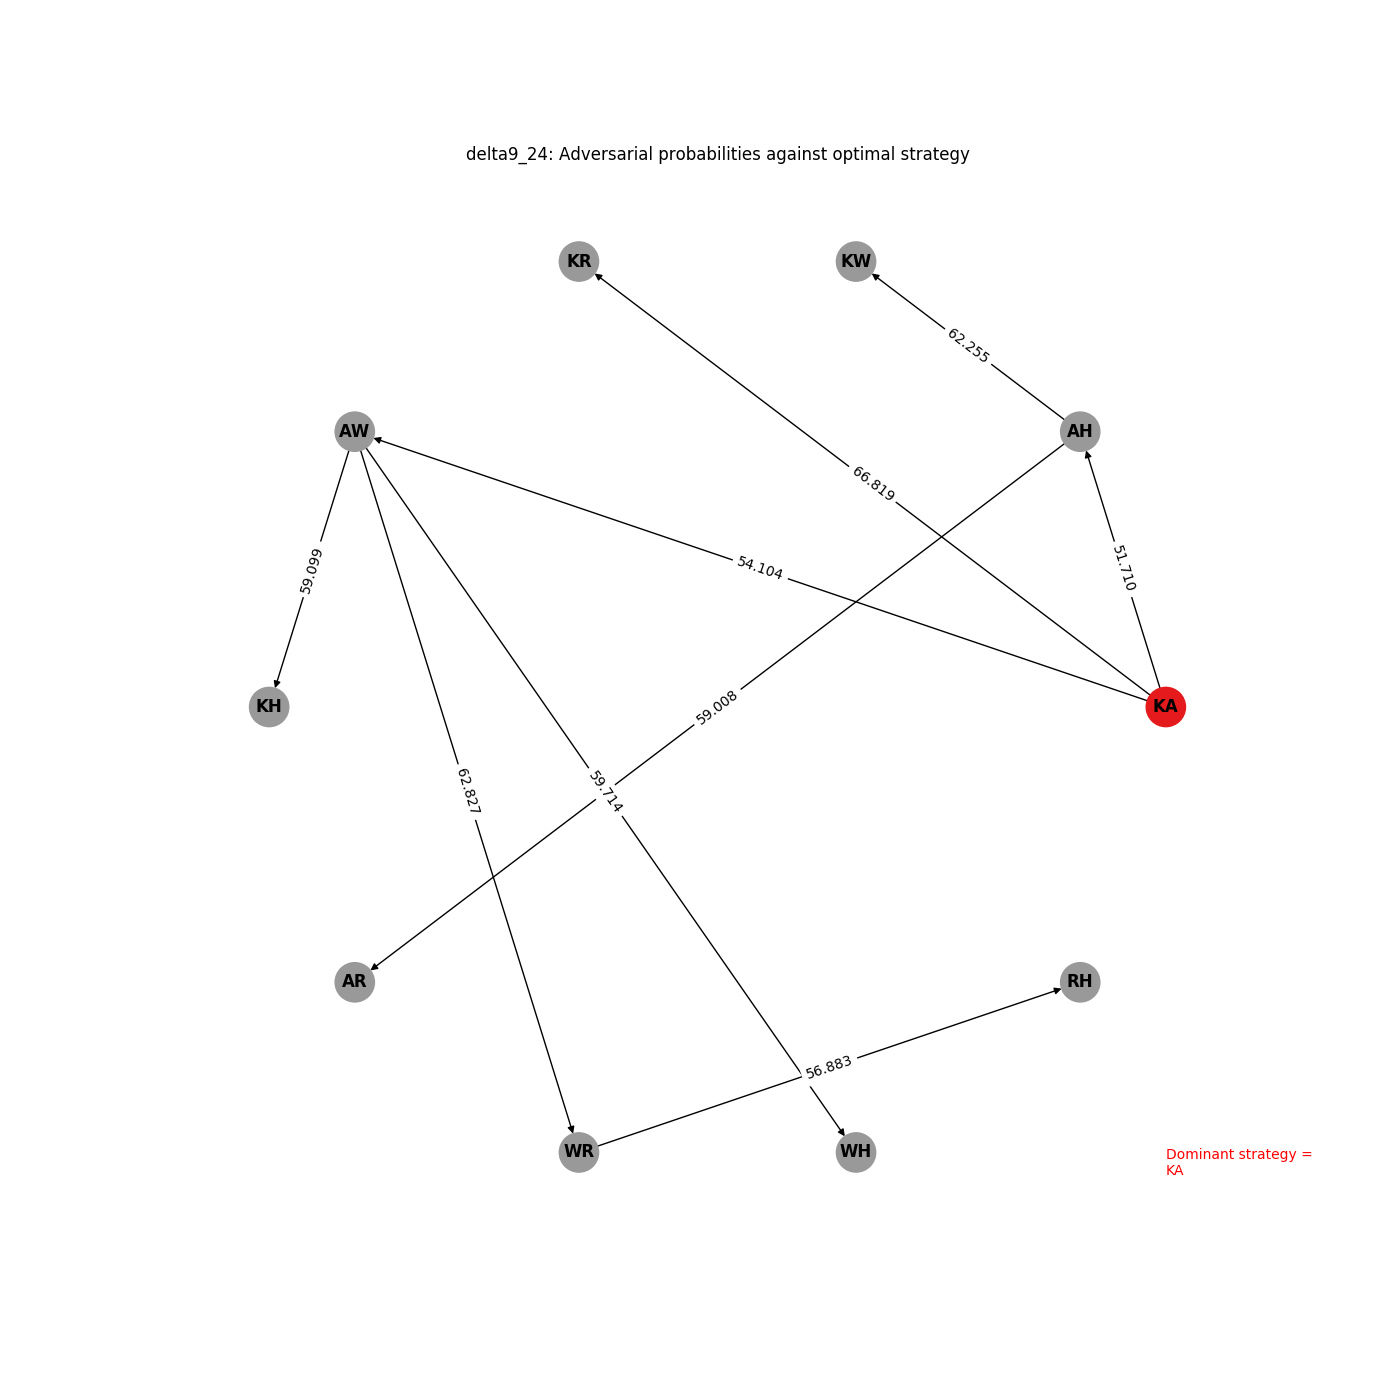 delta9_24: Adversarial probabilities against optimal strategy
KR
KW
62.255
AW
AH
66.819
54.104
51.710
59.099
KH
59.008
KA
62.827
59.714
AR
RH
56.883
WR
WH
Dominant strategy =
KA